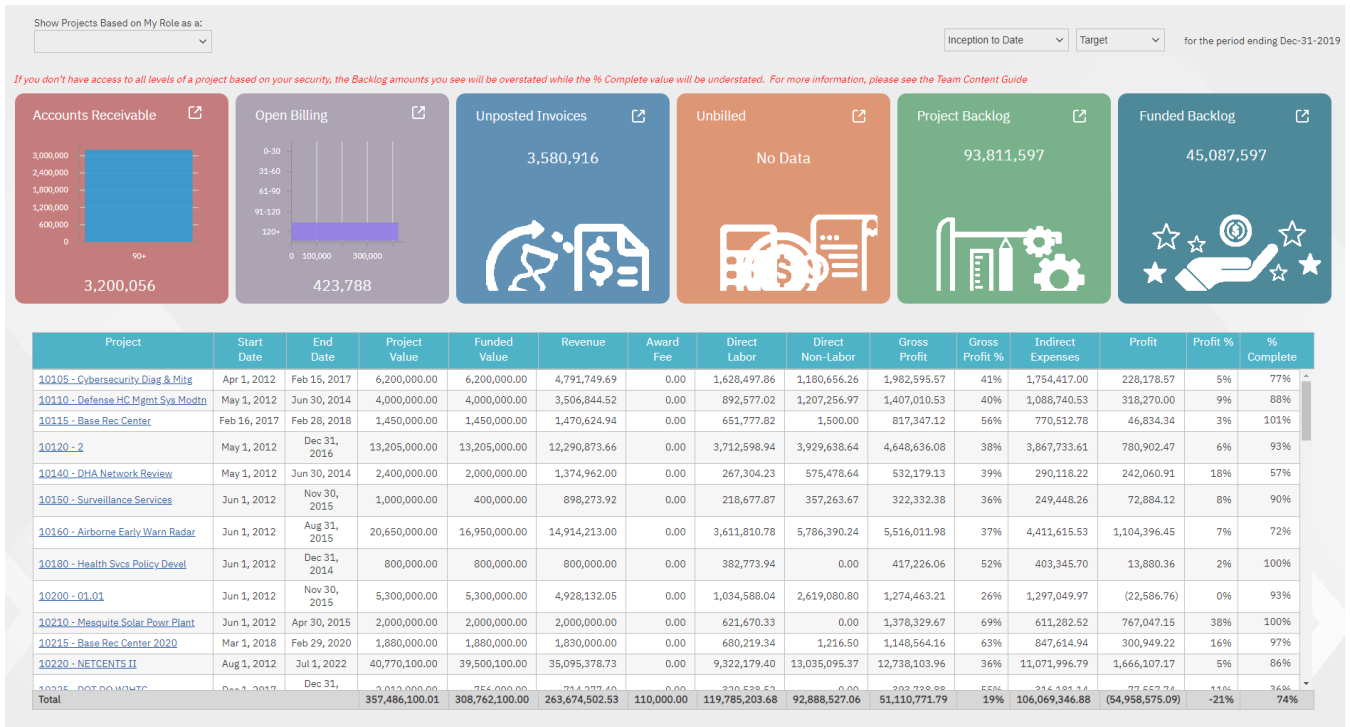 Show Projects Based on My Role as a:
Inception to Date Target for the period ending Dec-31-2019
If you don't have access to all levels of a project based on your security, the Backlog amounts you see will be overstated while the % Complete value will be understated. For more information, please see the Team Content Guide
Accounts Receivable
3,000,000
2,400,000
1,800,000
1,200,000
600,000
0
90+
3,200,056
Open Billing
0-30
31-60
61-90
91-120
120+
0 100,000 300,000
423,788
Unposted Invoices
3,580,916
Unbilled
No Data
Project Backlog
93,811,597
Funded Backlog
45,087,597
Project Start Date End Date Project Value Funded Value Revenue Award Fee Direct Labor Direct Non-Labor Gross Profit Gross Profit % Indirect Expenses Profit Profit % % Complete
10105 - Cybersecurity Diag & Mitg Apr 1, 2012 Feb 15, 2017 6,200,000.00 6,200,000.00 4,791,749.69 0.00 1,628,497.86 1,180,656.26 1,982,595.57 41% 1,754,417.00 228,178.57 5% 77%
10110 - Defense HC Mgmt Sys Modtn May 1, 2012 Jun 30, 2014 4,000,000.00 4,000,000.00 3,506,844.52 0.00 892,577.02 1,207,256.97 1,407,010.53 40% 1,088,740.53 318,270.00 9% 88%
10115 - Base Rec Center Feb 16, 2017 Feb 28, 2018 1,450,000.00 1,450,000.00 1,470,624.94 0.00 651,777.82 1,500.00 817,347.12 56% 770,512.78 46,834.34 3% 101%
10120 - 2 May 1, 2012 Dec 31, 2016 13,205,000.00 13,205,000.00 12,290,873.66 0.00 3,712,598.94 3,929,638.64 4,648,636.08 38% 3,867,733.61 780,902.47 6% 93%
10140 - DHA Network Review May 1, 2012 Jun 30, 2014 2,400,000.00 2,000,000.00 1,374,962.00 0.00 267,304.23 575,478.64 532,179.13 39% 290,118.22 242,060.91 18% 57%
10150 - Surveillance Services Jun 1, 2012 Nov 30, 2015 1,000,000.00 400,000.00 898,273.92 0.00 218,677.87 357,263.67 322,332.38 36% 249,448.26 72,884.12 8% 90%
10160 - Airborne Early Warn Radar Jun 1, 2012 Aug 31, 2015 20,650,000.00 16,950,000.00 14,914,213.00 0.00 3,611,810.78 5,786,390.24 5,516,011.98 37% 4,411,615.53 1,104,396.45 7% 72%
10180 - Health Svcs Policy Devel Jun 1, 2012 Dec 31, 2014 800,000.00 800,000.00 800,000.00 0.00 382,773.94 0.00 417,226.06 52% 403,345.70 13,880.36 2% 100%
10200 - 01.01 Jun 1, 2012 Nov 30, 2015 5,300,000.00 5,300,000.00 4,928,132.05 0.00 1,034,588.04 2,619,080.80 1,274,463.21 26% 1,297,049.97 (22,586.76) 0% 93%
10210 - Mesquite Solar Powr Plant Jun 1, 2012 Apr 30, 2015 2,000,000.00 2,000,000.00 2,000,000.00 0.00 621,670.33 0.00 1,378,329.67 69% 611,282.52 767,047.15 38% 100%
10215 - Base Rec Center 2020 Mar 1, 2018 Feb 29, 2020 1,880,000.00 1,880,000.00 1,830,000.00 0.00 680,219.34 1,216.50 1,148,564.16 63% 847,614.94 300,949.22 16% 97%
10220 - NETCENTS II Aug 1, 2012 Jul 1, 2022 40,770,100.00 39,500,100.00 35,095,378.73 0.00 9,322,179.40 13,035,095.37 12,738,103.96 36% 11,071,996.79 1,666,107.17 5% 86%
Dec 31,
Total 357,486,100.01 308,762,100.00 263,674,502.53 110,000.00 119,785,203.68 92,888,527.06 51,110,771.79 19% 106,069,346.88 (54,958,575.09) -21% 74%